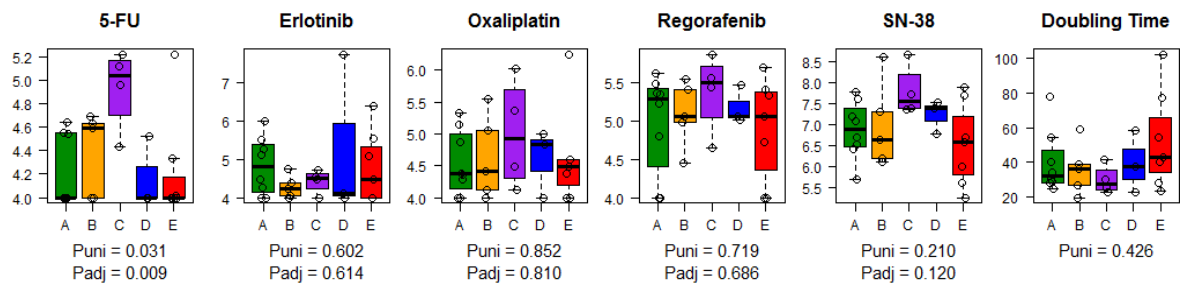 5-FU Erlotinib Oxaliplatin Regorafenib SN-38 Doubling Time
5.2
5.0
4.8
4.6
4.4
4.2
4.0
A B C D E
Puni = 0.031
Padj = 0.009
7
6
5
4
A B C D E
Puni = 0.602
Padj = 0.614
6.0
5.5
5.0
4.5
4.0
A B C D E
Puni = 0.852
Padj = 0.810
5.5
5.0
4.5
4.0
A B C D E
Puni = 0.719
Padj = 0.686
8.5
8.0
7.5
7.0
6.5
6.0
5.5
A B C D E
Puni = 0.210
Padj = 0.120
100
80
60
40
20
A B C D E
Puni = 0.426